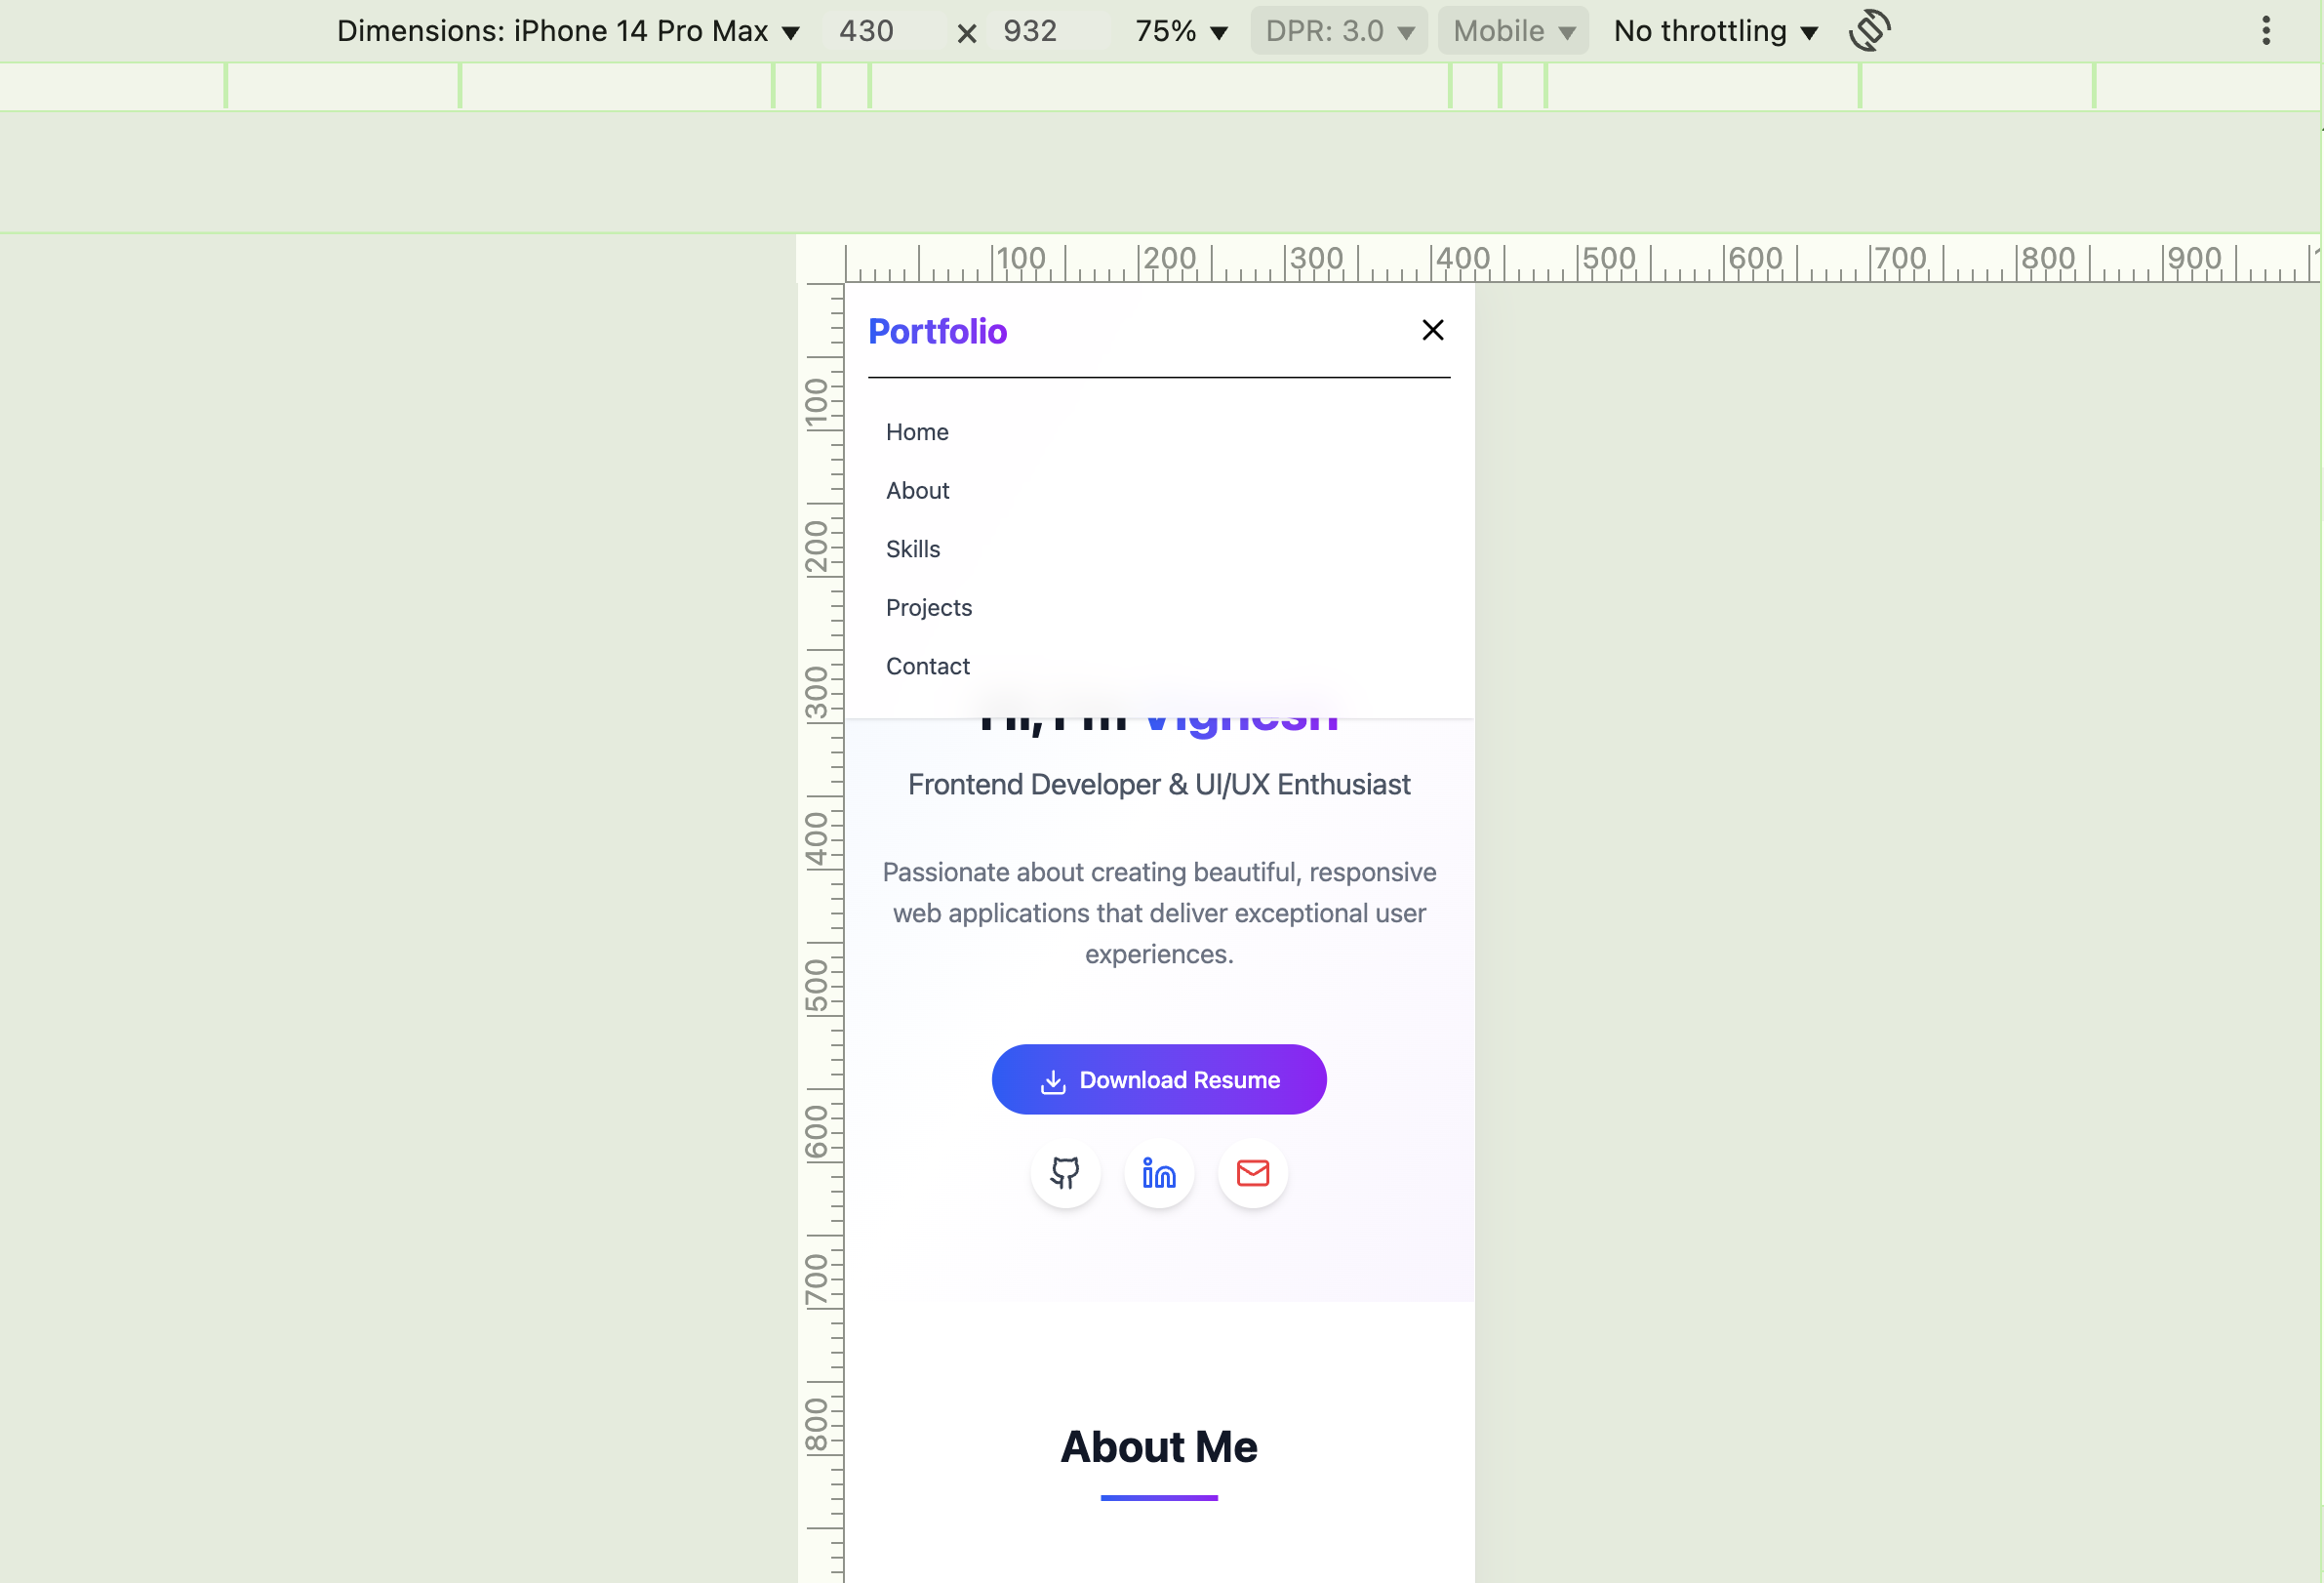 Dimensions: iPhone 14 Pro Max ▼ 430 × 932 75% ▼ DPR: 3.0 ▼ Mobile ▼ No throttling ▼
100 200 300 400 500 600 700 800 900
100
200
300
400
500
600
700
800
Portfolio
Home
About
Skills
Projects
Contact
Hi, I'm Vignesh
Frontend Developer & UI/UX Enthusiast
Passionate about creating beautiful, responsive
web applications that deliver exceptional user
experiences.
Download Resume
in
About Me